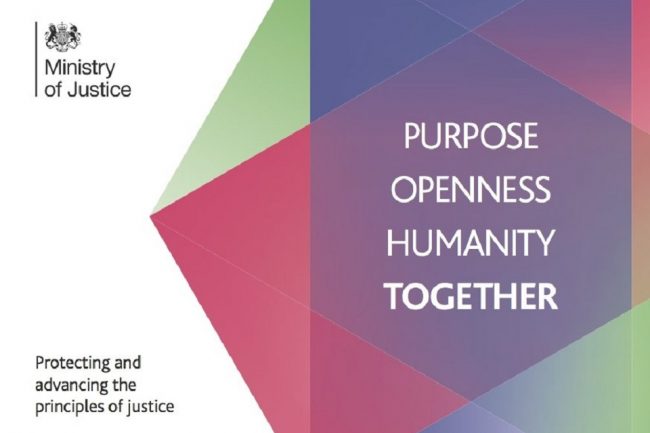 Ministry
of Justice
PURPOSE
OPENNESS
HUMANITY
TOGETHER
Protecting and
advancing the
principles of justice